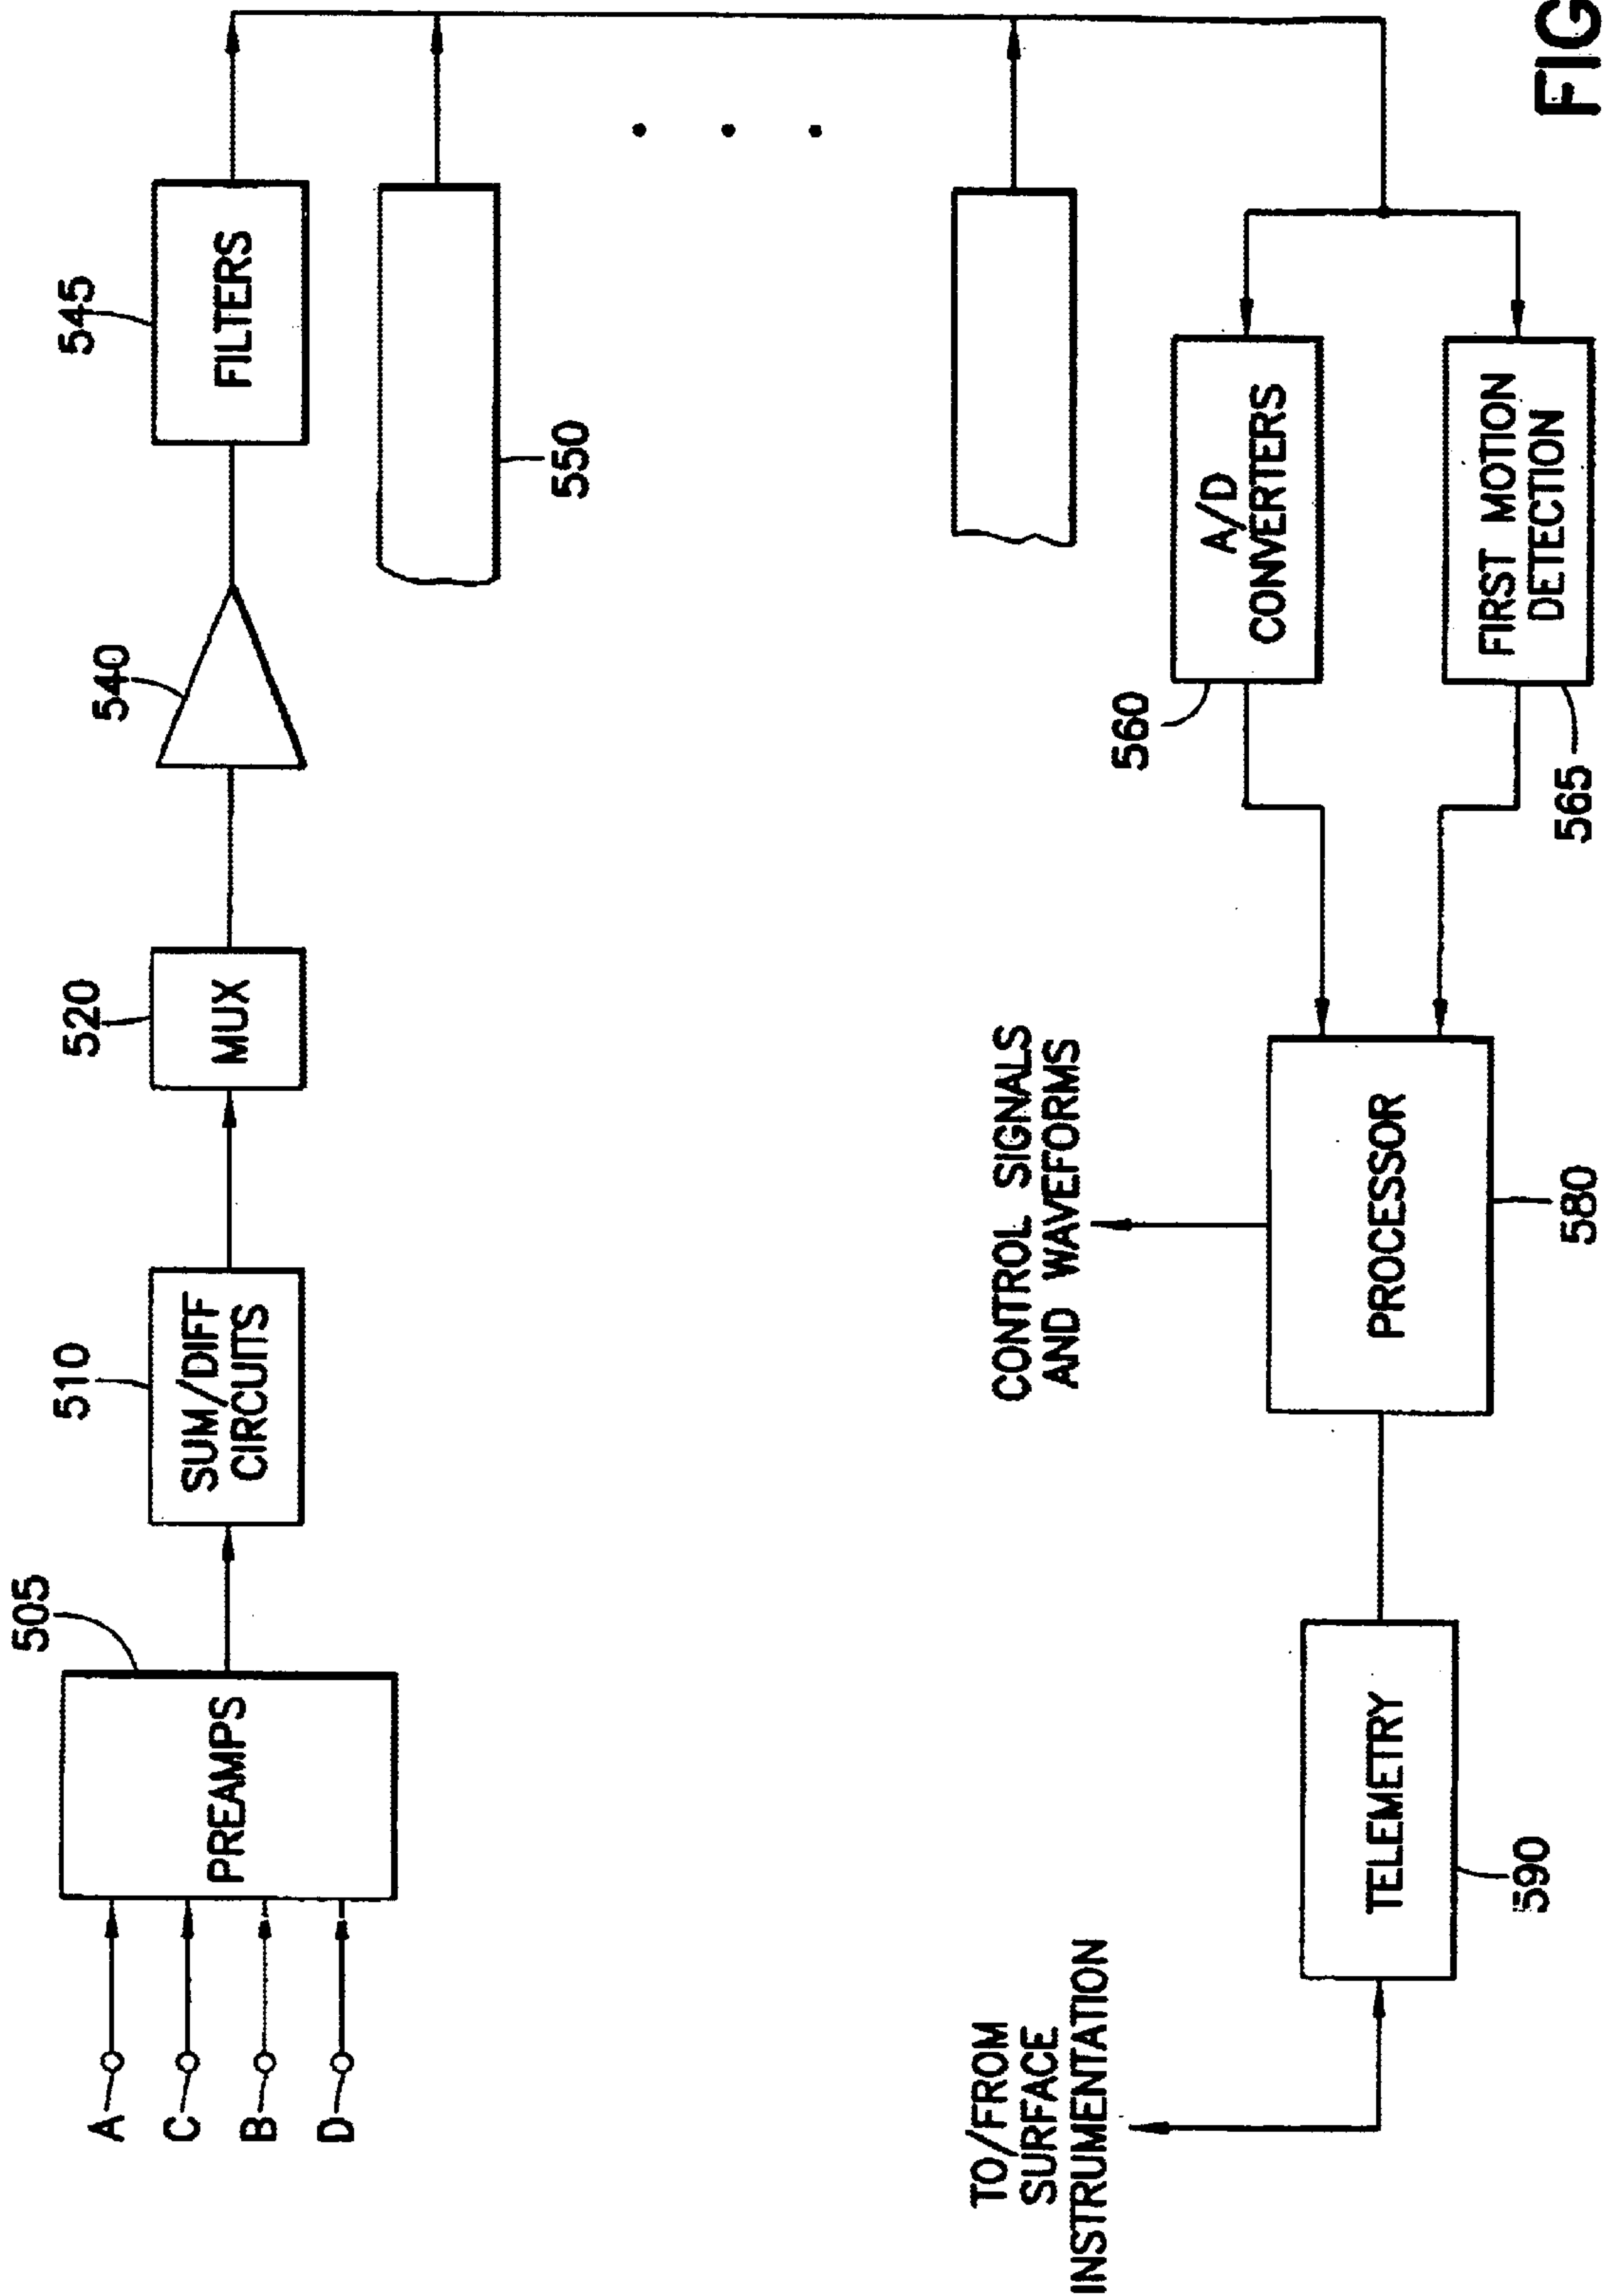 505
510
520
540
545
A
C
B
D
PREAMPS
SUM/DIFF
CIRCUITS
MUX
FILTERS
550
TO/FROM
SURFACE
INSTRUMENTATION
CONTROL SIGNALS
AND WAVEFORMS
560
A/D
CONVERTERS
TELEMETRY
PROCESSOR
FIRST MOTION
DETECTION
590
580
565
FIG